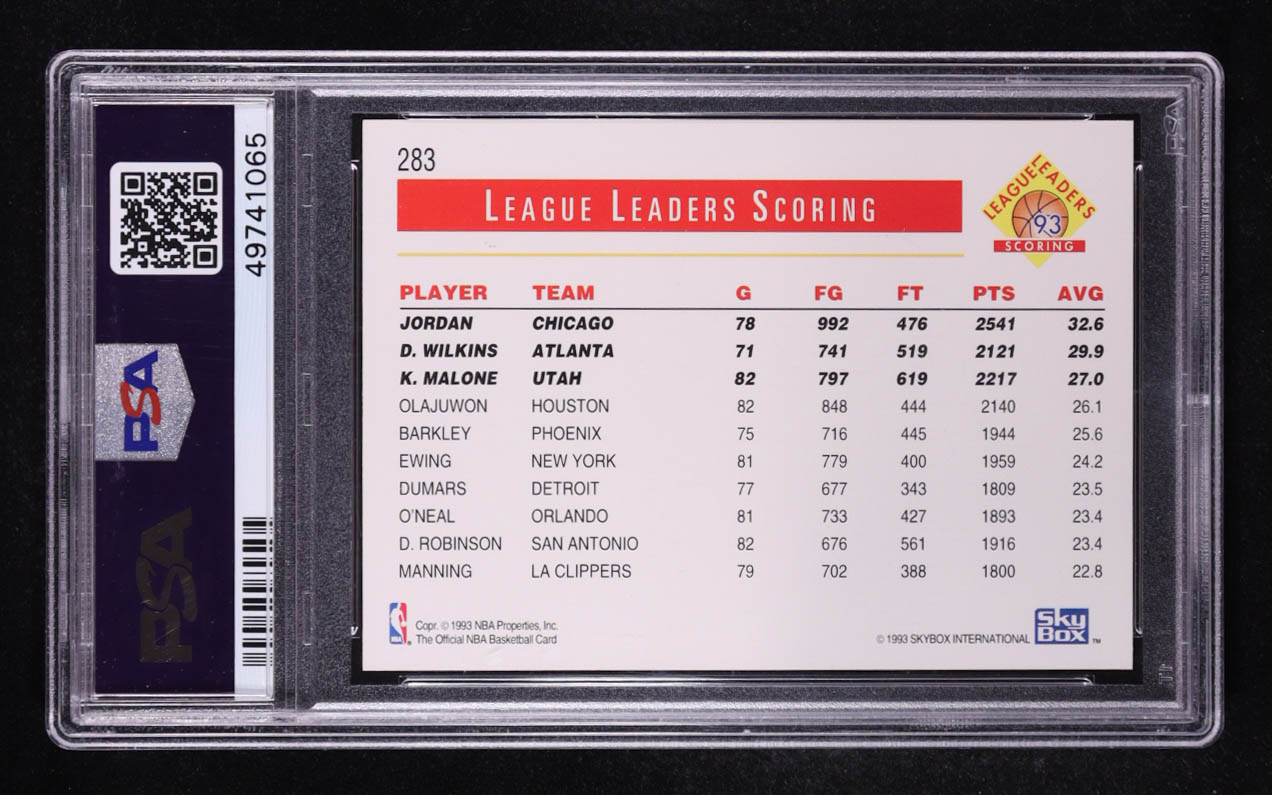 49741065
PSA
PSA
PSA
283
LEAGUE LEADERS SCORING
LEAGUE LEADERS
93
SCORING
PLAYER TEAM G FG FT PTS AVG
JORDAN CHICAGO 78 992 476 2541 32.6
D. WILKINS ATLANTA 71 741 519 2121 29.9
K. MALONE UTAH 82 797 619 2217 27.0
OLAJUWON HOUSTON 82 848 444 2140 26.1
BARKLEY PHOENIX 75 716 445 1944 25.6
EWING NEW YORK 81 779 400 1959 24.2
DUMARS DETROIT 77 677 343 1809 23.5
O'NEAL ORLANDO 81 733 427 1893 23.4
D. ROBINSON SAN ANTONIO 82 676 561 1916 23.4
MANNING LA CLIPPERS 79 702 388 1800 22.8
NBA
Copr. © 1993 NBA Properties, Inc.
The Official NBA Basketball Card
© 1993 SKYBOX INTERNATIONAL
SkyBox™